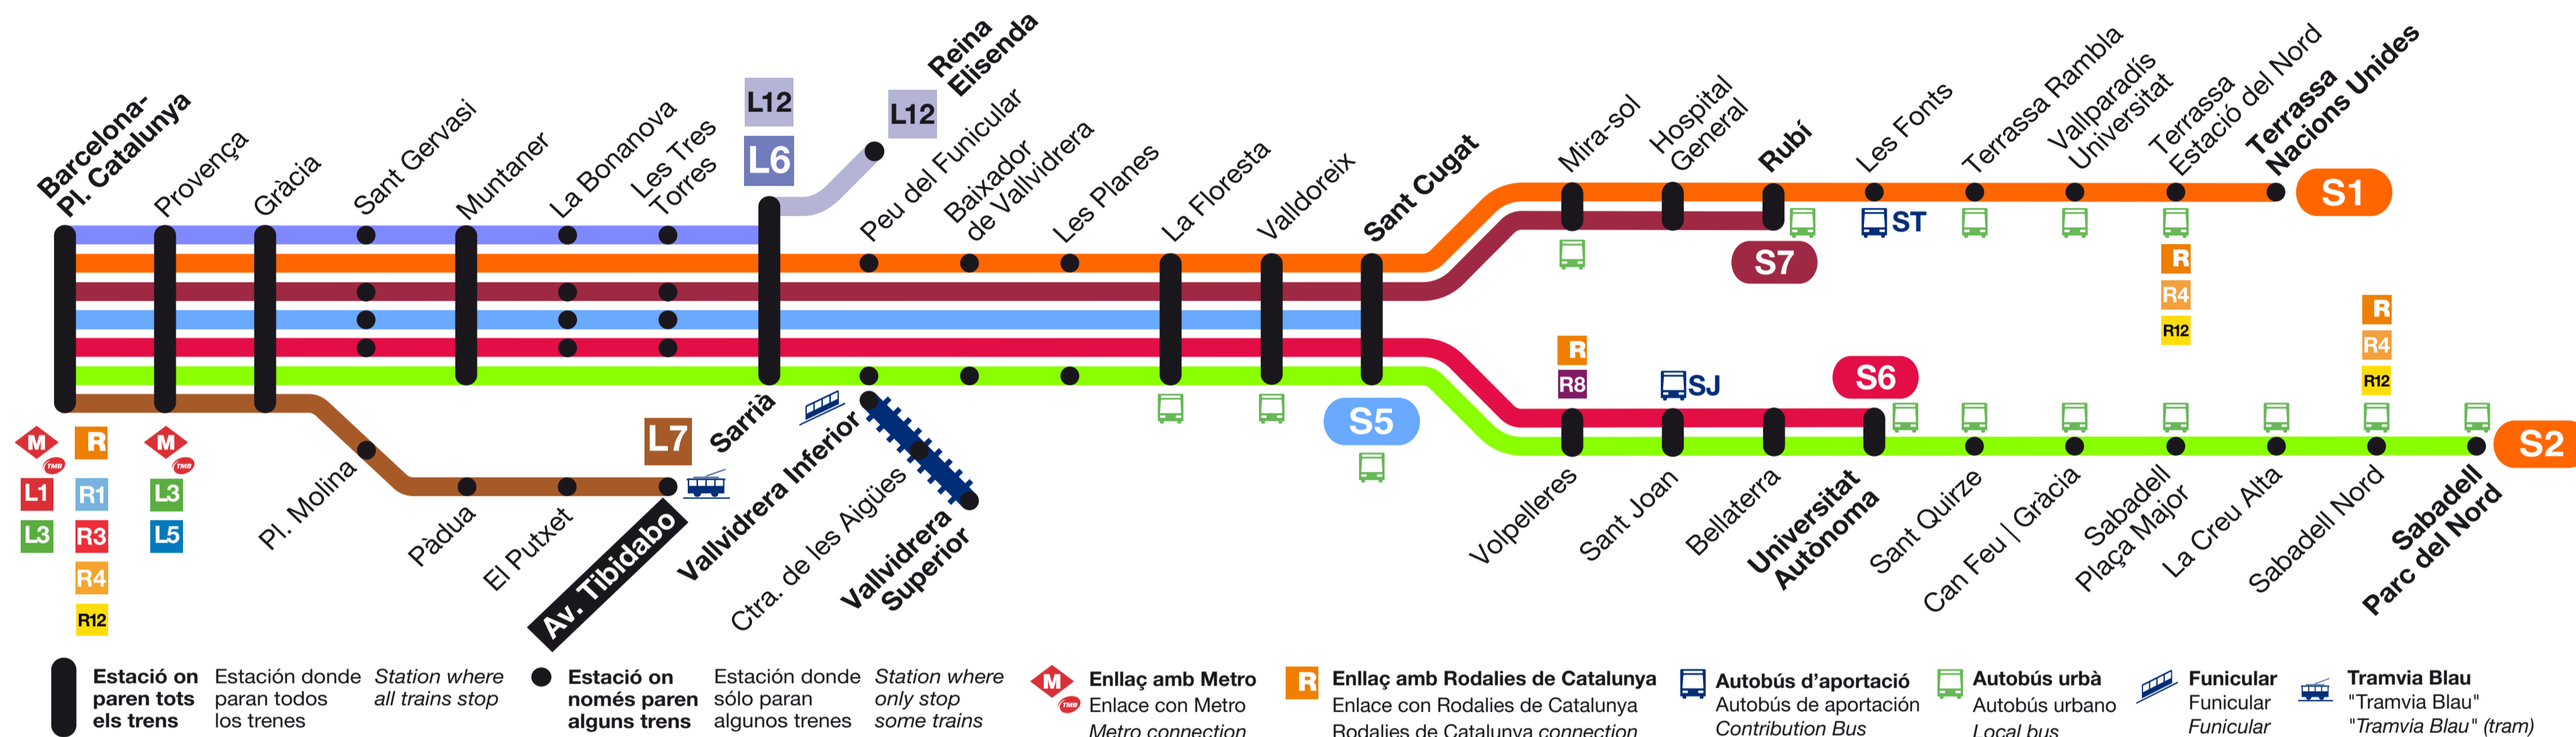 Barcelona-
Pl. Catalunya
Provença
Gràcia
Sant Gervasi
Muntaner
La Bonanova
Les Tres
Torres
L12
L6
L12
Reina
Elisenda
Peu del Funicular
Baixador
de Vallvidrera
Les Planes
La Floresta
Valldoreix
Sant Cugat
Mira-sol
Hospital
General
Rubí
Les Fonts
Terrassa Rambla
Vallparadís
Universitat
Terrassa
Estació del Nord
Terrassa
Nacions Unides
S1
ST
S7
R
R4
R12
R
R4
R12
R
R8
SJ
S6
S5
S2
M
TMB
L1
L3
R
R1
R3
R4
R12
M
TMB
L3
L5
Pl. Molina
Pàdua
El Putxet
L7
Av. Tibidabo
Sarrià
Vallvidrera Inferior
Ctra. de les Aigües
Vallvidrera
Superior
Volpelleres
Sant Joan
Bellaterra
Universitat
Autònoma
Sant Quirze
Can Feu | Gràcia
Sabadell
Plaça Major
La Creu Alta
Sabadell Nord
Sabadell
Parc del Nord
Estació on
paren tots
els trens
Estación donde
paran todos
los trenes
Station where
all trains stop
Estació on
només paren
alguns trens
Estación donde
sólo paran
algunos trenes
Station where
only stop
some trains
M
TMB
Enllaç amb Metro
Enlace con Metro
Metro connection
R
Enllaç amb Rodalies de Catalunya
Enlace con Rodalies de Catalunya
Rodalies de Catalunya connection
Autobús d'aportació
Autobús de aportación
Contribution Bus
Autobús urbà
Autobús urbano
Local bus
Funicular
Funicular
Funicular
Tramvia Blau
"Tramvia Blau"
"Tramvia Blau" (tram)